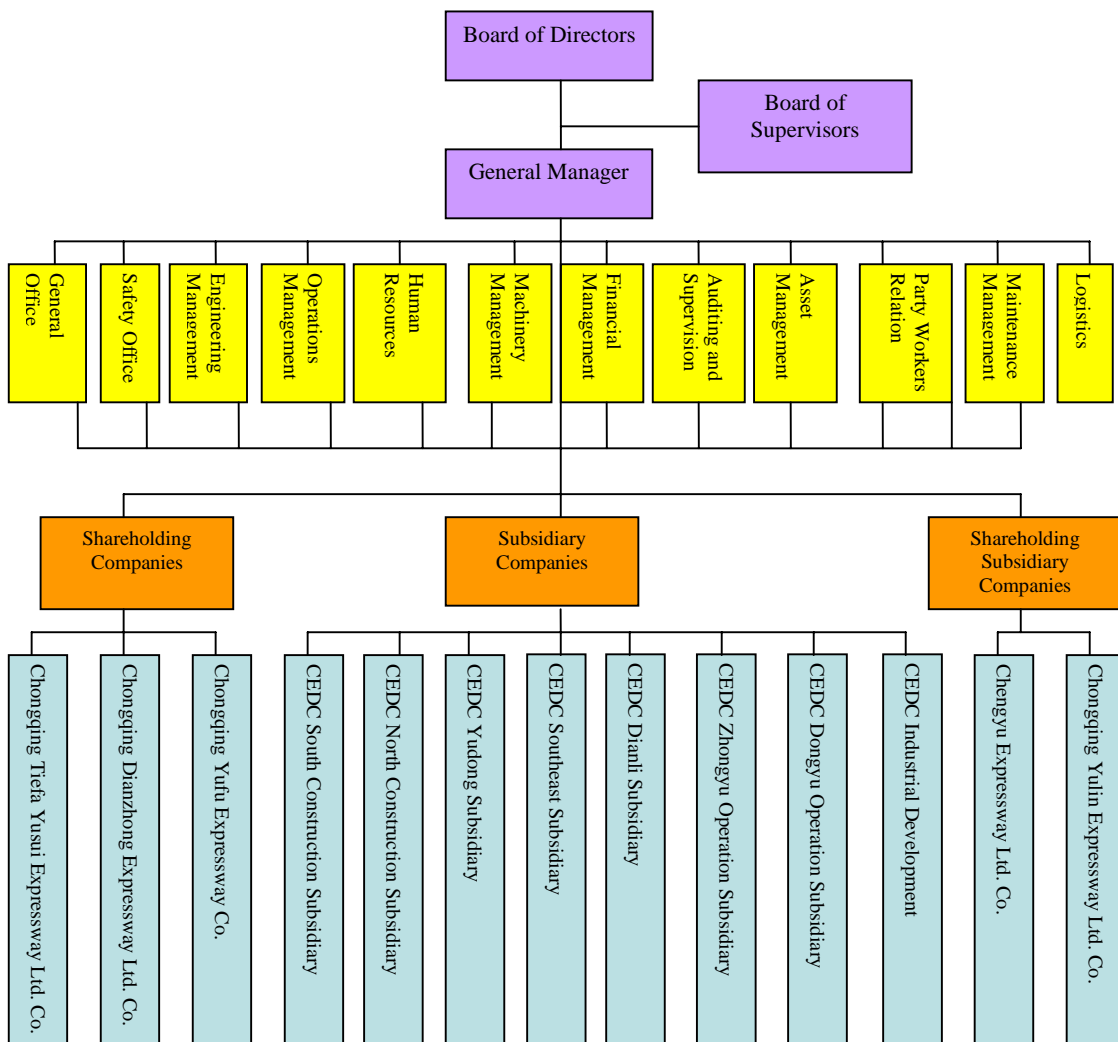 Board of Directors
Board of
Supervisors
General Manager
General
Office
Safety Office
Engineering
Management
Operations
Management
Human
Resources
Machinery
Management
Financial
Management
Auditing and
Supervision
Asset
Management
Party Workers
Relation
Maintenance
Management
Logistics
Shareholding
Companies
Subsidiary
Companies
Shareholding
Subsidiary
Companies
Chongqing Tiefa Yusui Expressway Ltd. Co.
Chongqing Dianzhong Expressway Ltd. Co.
Chongqing Yufu Expressway Co.
CEDC South Construction Subsidiary
CEDC North Construction Subsidiary
CEDC Yudong Subsidiary
CEDC Southeast Subsidiary
CEDC Dianli Subsidiary
CEDC Zhongyu Operation Subsidiary
CEDC Dongyu Operation Subsidiary
CEDC Industrial Development
Chengyu Expressway Ltd. Co.
Chongqing Yulin Expressway Ltd. Co.